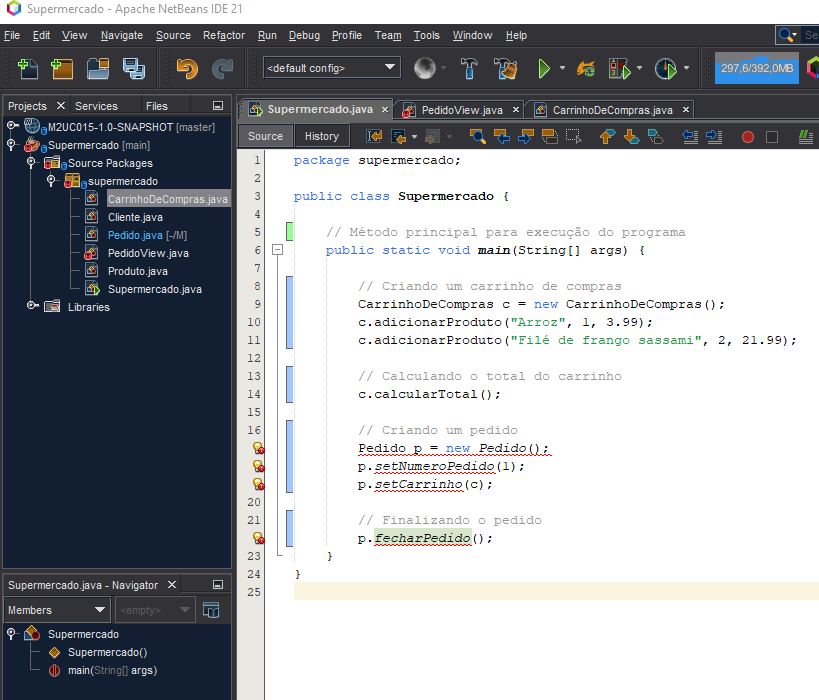 Supermercado - Apache NetBeans IDE 21
File Edit View Navigate Source Refactor Run Debug Profile Team Tools Window Help
<default config> 297,6/392,0MB
Projects Services Files
M2UC015-1.0-SNAPSHOT [master]
Supermercado [main]
Source Packages
supermercado
CarrinhoDeCompras.java
Cliente.java
Pedido.java [-/M]
PedidoView.java
Produto.java
Supermercado.java
Libraries
Supermercado.java - Navigator
Members <empty>
Supermercado
Supermercado()
main(String[] args)
Supermercado.java PedidoView.java CarrinhoDeCompras.java
Source History
1 package supermercado;
2
3 public class Supermercado {
4
5 // Método principal para execução do programa
6 public static void main(String[] args) {
7
8 // Criando um carrinho de compras
9 CarrinhoDeCompras c = new CarrinhoDeCompras();
10 c.adicionarProduto("Arroz", 1, 3.99);
11 c.adicionarProduto("Filé de frango sassami", 2, 21.99);
12
13 // Calculando o total do carrinho
14 c.calcularTotal();
15
16 // Criando um pedido
Pedido p = new Pedido();
p.setNumeroPedido(1);
p.setCarrinho(c);
20
21 // Finalizando o pedido
p.fecharPedido();
23 }
24 }
25